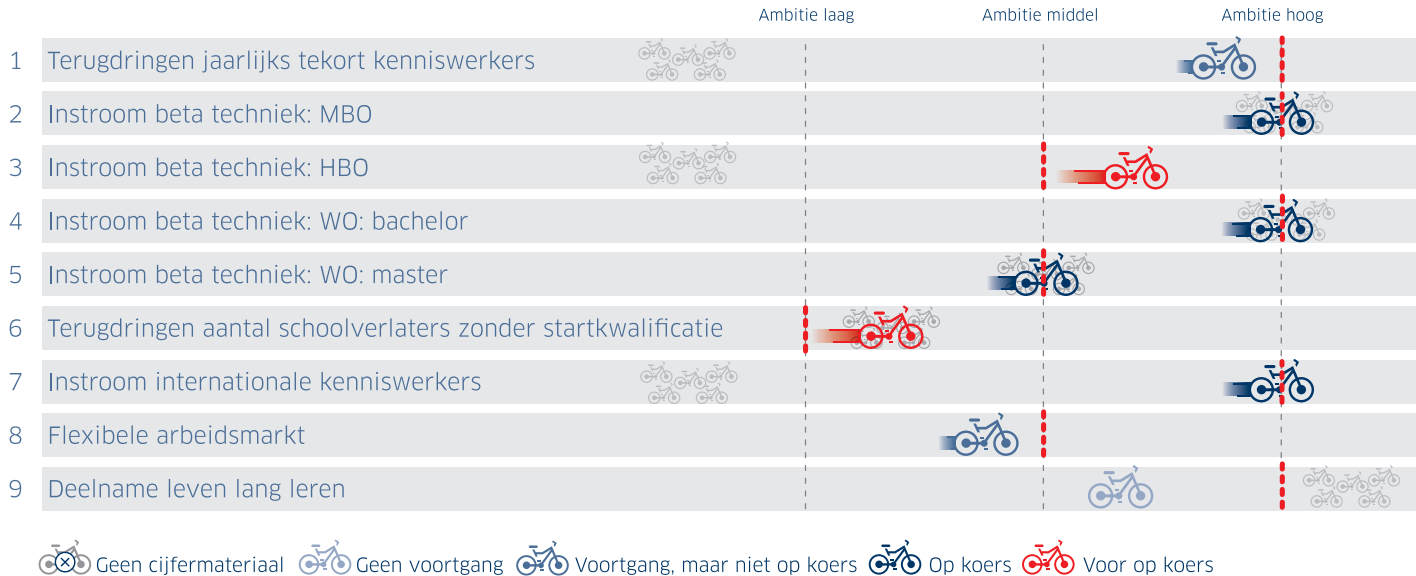 Ambitie laag Ambitie middel Ambitie hoog
1 Terugdringen jaarlijks tekort kenniswerkers
2 Instroom beta techniek: MBO
3 Instroom beta techniek: HBO
4 Instroom beta techniek: WO: bachelor
5 Instroom beta techniek: WO: master
6 Terugdringen aantal schoolverlaters zonder startkwalificatie
7 Instroom internationale kenniswerkers
8 Flexibele arbeidsmarkt
9 Deelname leven lang leren
Geen cijfermateriaal Geen voortgang Voortgang, maar niet op koers Op koers Voor op koers